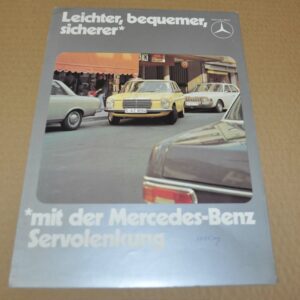 Leichter, bequemer,
sicherer*
*mit der Mercedes-Benz
Servolenkung